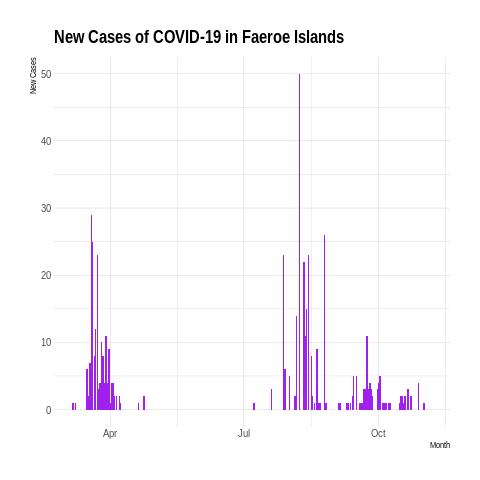 New Cases of COVID-19 in Faeroe Islands
New Cases
50
40
30
20
10
0
Apr
Jul
Oct
Month